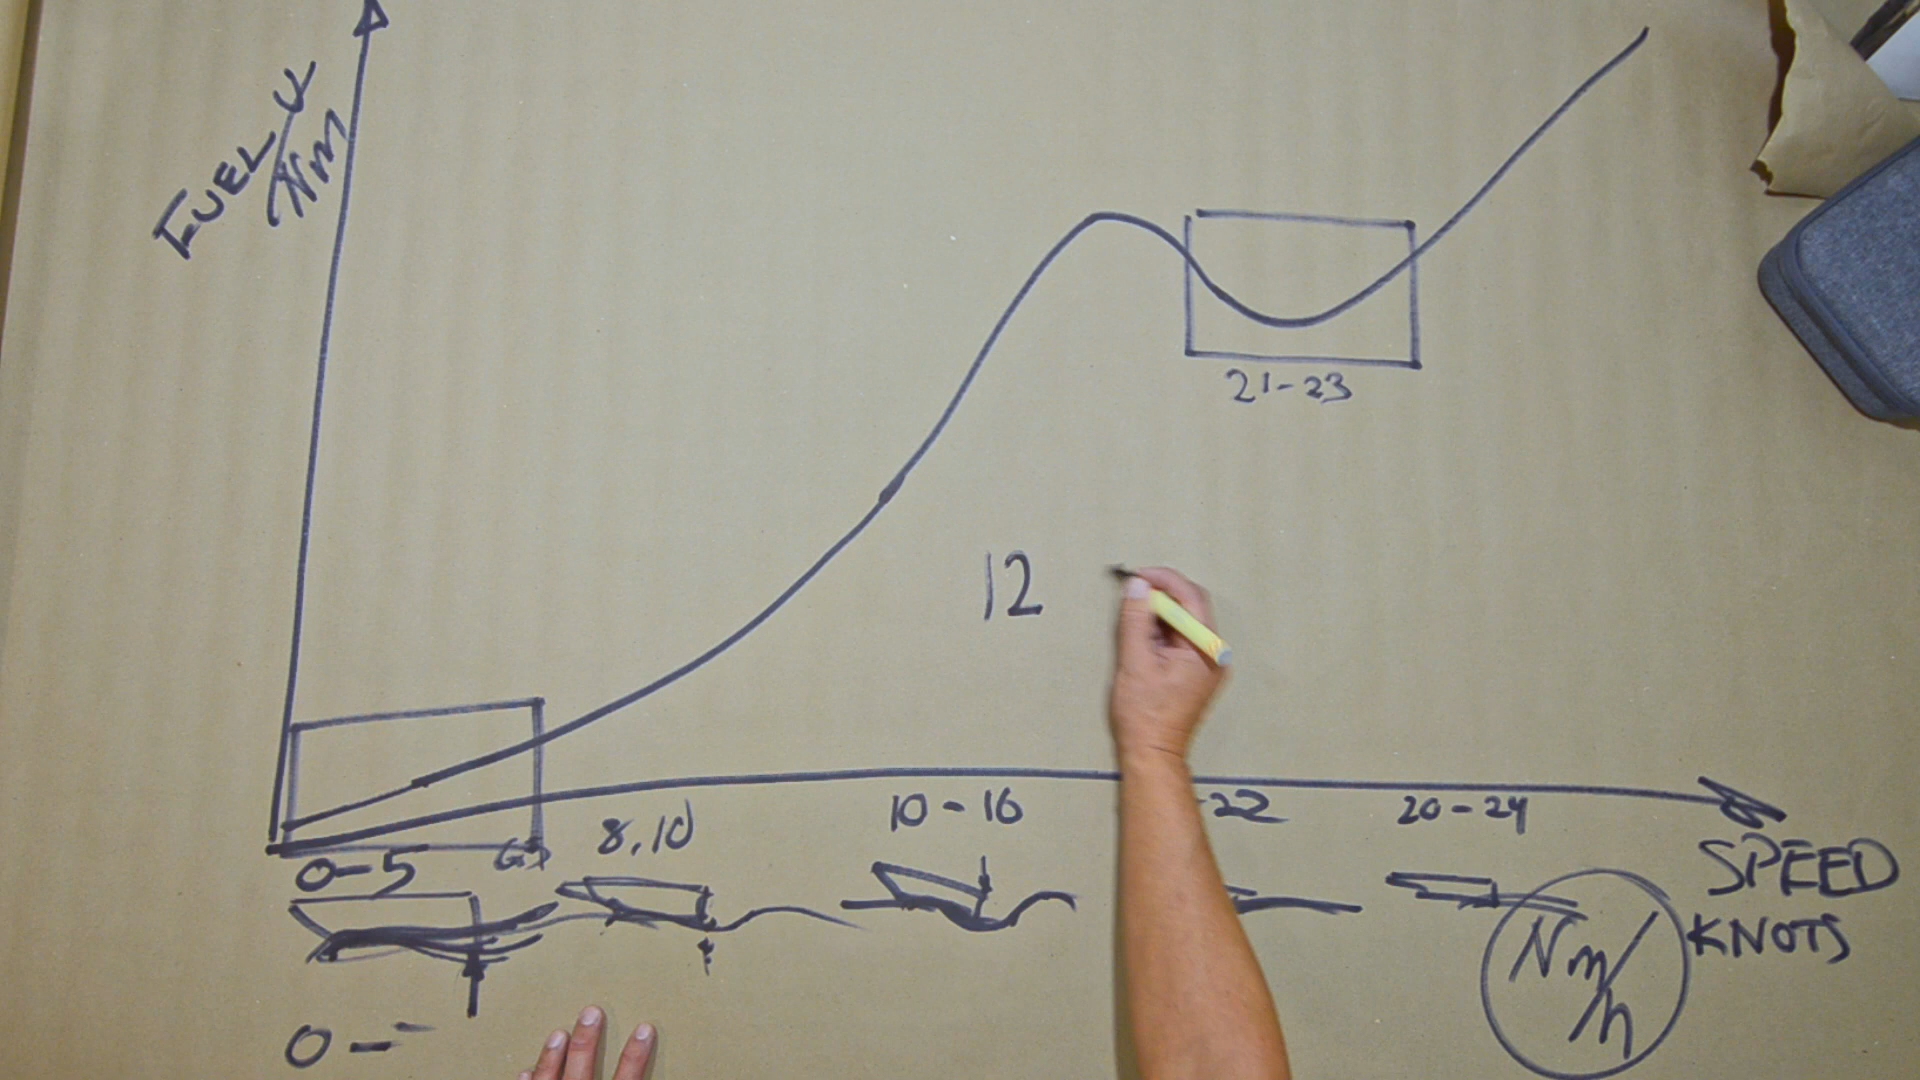 FUEL L/Nm
21-23
12
0-5
8,10
10-16
-22
20-24
SPEED
KNOTS
Nm/h
0-